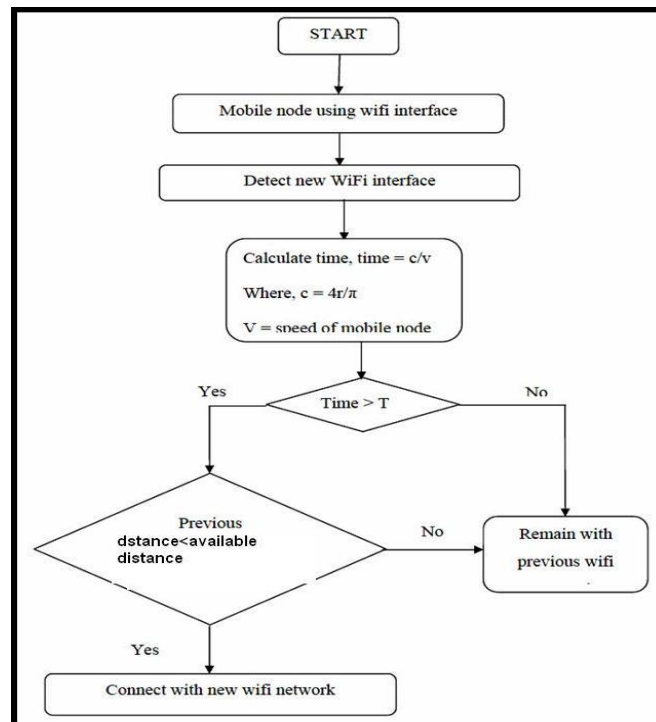 START
Mobile node using wifi interface
Detect new WiFi interface
Calculate time, time = c/v
Where, c = 4r/π
V = speed of mobile node
Yes
Time > T
No
Previous
dstance<available
distance
No
Remain with
previous wifi
Yes
Connect with new wifi network